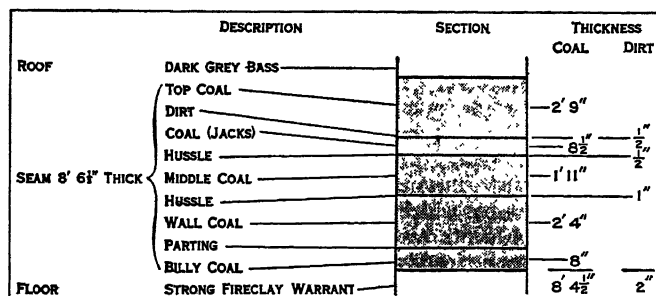 DESCRIPTION SECTION THICKNESS
COAL DIRT
ROOF DARK GREY BASS
TOP COAL 2' 9"
DIRT ½"
COAL (JACKS) 8½"
HUSSLE ½"
SEAM 8' 6½" THICK MIDDLE COAL 1' 11"
HUSSLE 1"
WALL COAL 2' 4"
PARTING
BILLY COAL 8"
FLOOR STRONG FIRECLAY WARRANT 8' 4½" 2"